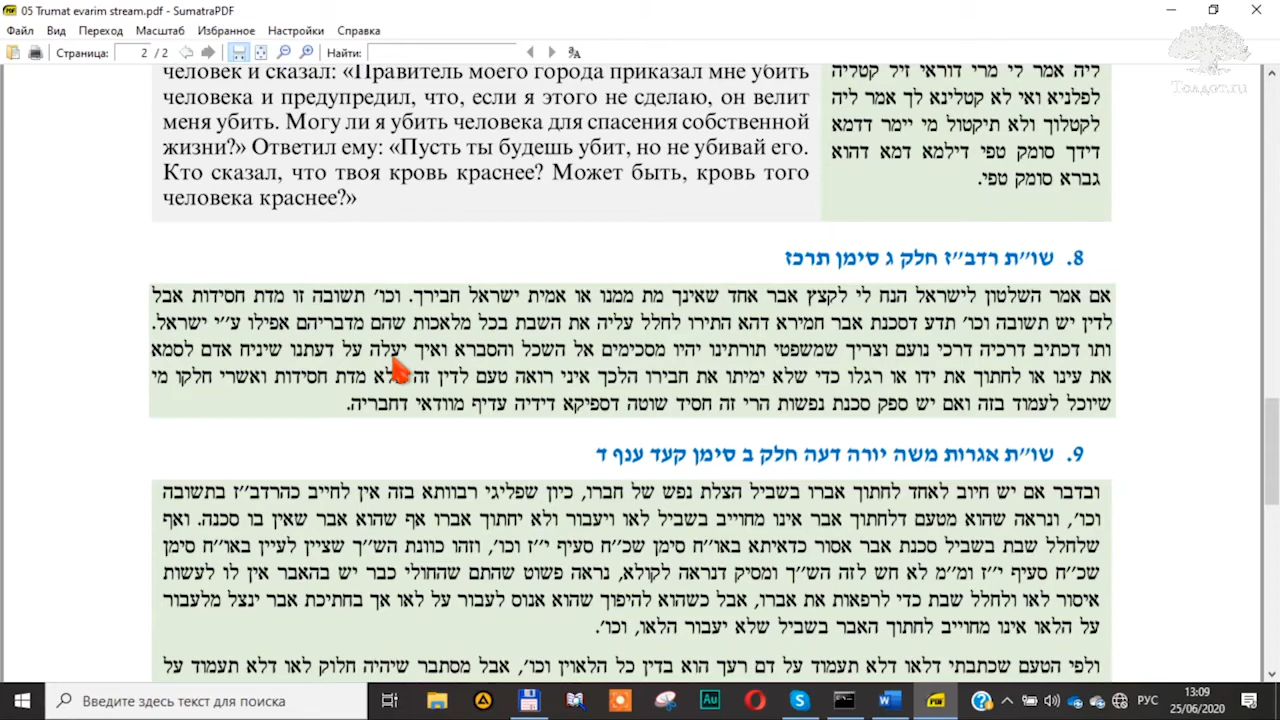 05 Trumat evarim stream.pdf - SumatraPDF
Файл Вид Переход Масштаб Избранное Настройки Справка
Страница: 2 / 2 Найти:
Толдот.ru
человек и сказал: «Правитель моего города приказал мне убить
человека и предупредил, что, если я этого не сделаю, он велит
меня убить. Могу ли я убить человека для спасения собственной
жизни?» Ответил ему: «Пусть ты будешь убит, но не убивай его.
Кто сказал, что твоя кровь краснее? Может быть, кровь того
человека краснее?»
ליה אמר לי מרי דוראי זיל קטליה
לפלניא ואי לא קטלינא לך אמר ליה
לקטלוך ולא תיקטול מי יימר דדמא
דידך סומק טפי דילמא דמא דהוא
גברא סומק טפי.
8. שו״ת רדב״ז חלק ג סימן תרכז
אם אמר השלטון לישראל הנח לי לקצץ אבר אחד שאינך מת ממנו או אמית ישראל חבירך. וכו׳ תשובה זו מדת חסידות אבל
לדין יש תשובה וכו׳ תדע דסכנת אבר חמירא דהא התירו לחלל עליה את השבת בכל מלאכות שהם מדבריהם אפילו ע״י ישראל.
ותו דכתיב דרכיה דרכי נועם וצריך שמשפטי תורתינו יהיו מסכימים אל השכל והסברא ואיך יעלה על דעתנו שיניח אדם לסמא
את עינו או לחתוך את ידו או רגלו כדי שלא ימיתו את חבירו הלכך איני רואה טעם לדין זה אלא מדת חסידות ואשרי חלקו מי
שיוכל לעמוד בזה ואם יש ספק סכנת נפשות הרי זה חסיד שוטה דספיקא דידיה עדיף מוודאי דחבריה.
9. שו״ת אגרות משה יורה דעה חלק ב סימן קעד ענף ד
ובדבר אם יש חיוב לאחד לחתוך אברו בשביל הצלת נפש של חברו, כיון שפליגי רבוותא בזה אין לחייב כהרדב״ז בתשובה
וכו׳, ונראה שהוא מטעם דלחתוך אבר אינו מחוייב בשביל לאו ויעבור ולא יחתוך אברו אף שהוא אבר שאין בו סכנה. ואף
שלחלל שבת בשביל סכנת אבר אסור כדאיתא באו״ח סימן שכ״ח סעיף י״ז וכו׳, וזהו כוונת הש״ך שציין לעיין באו״ח סימן
שכ״ח סעיף י״ז ומ״מ לא חש לזה הש״ך ומסיק דנראה לקולא, נראה פשוט שהתם שהחולי כבר יש בהאבר אין לו לעשות
איסור לאו ולחלל שבת כדי לרפאות את אברו, אבל כשהוא להיפוך שהוא אנוס לעבור על לאו אך בחתיכת אבר ינצל מלעבור
על הלאו אינו מחוייב לחתוך האבר בשביל שלא יעבור הלאו, וכו׳.
ולפי הטעם שכתבתי דלאו דלא תעמוד על דם רעך הוא בדין כל הלאוין וכו׳, אבל מסתבר שיהיה חלוק לאו דלא תעמוד על
Введите здесь текст для поиска
РУС
13:09
25/06/2020